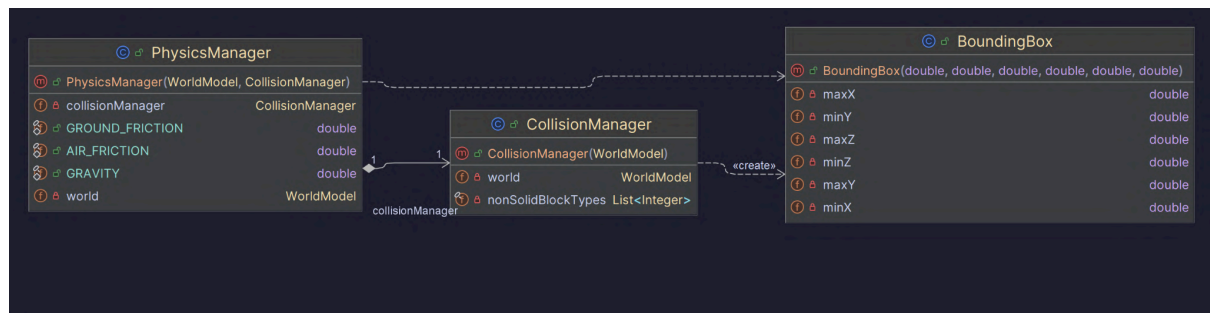 PhysicsManager
PhysicsManager(WorldModel, CollisionManager)
collisionManager CollisionManager
GROUND_FRICTION double
AIR_FRICTION double
GRAVITY double
world WorldModel
1
1
collisionManager
CollisionManager
CollisionManager(WorldModel)
world WorldModel
nonSolidBlockTypes List<Integer>
«create»
BoundingBox
BoundingBox(double, double, double, double, double, double)
maxX double
minY double
maxZ double
minZ double
maxY double
minX double